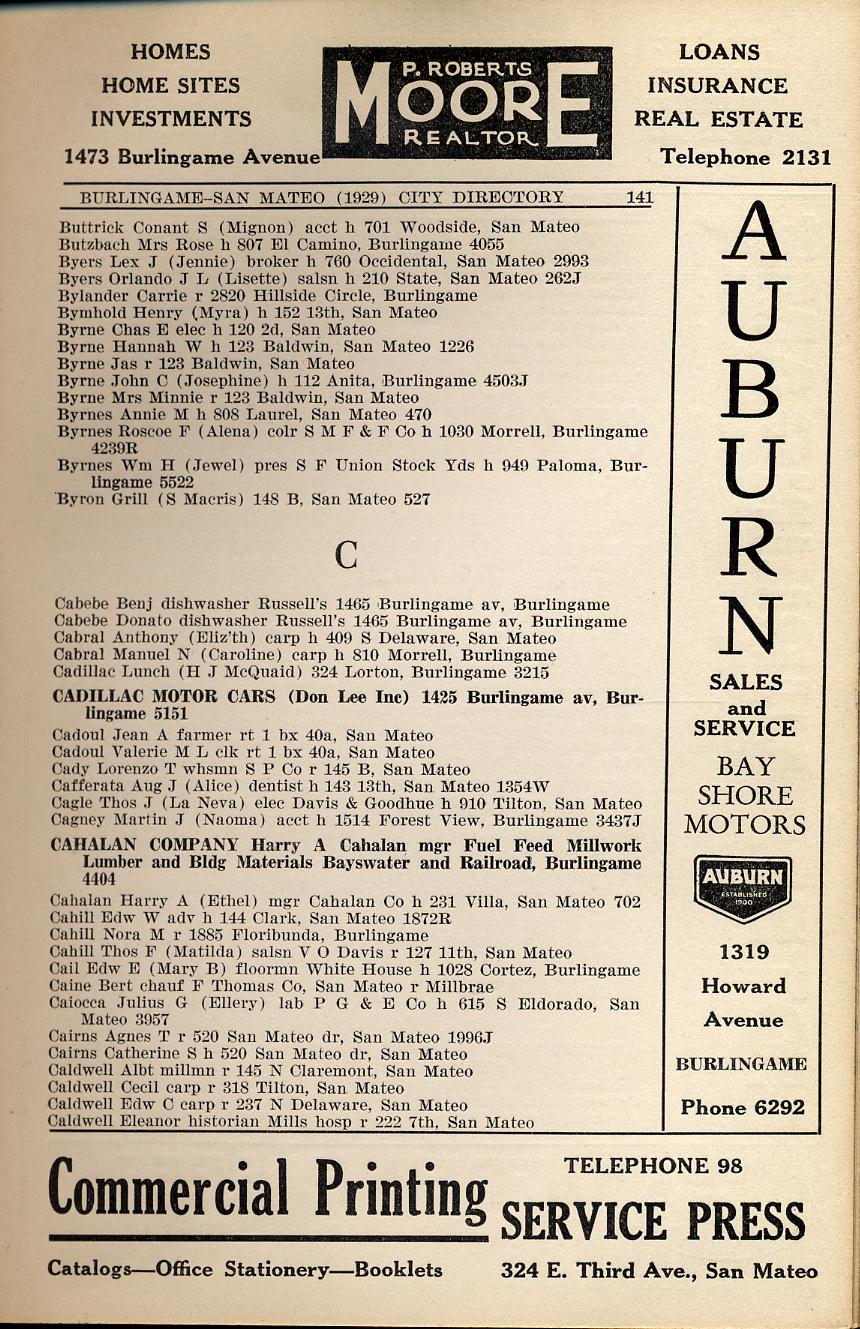 HOMES
HOME SITES
INVESTMENTS
1473 Burlingame Avenue
P. ROBERTS
MOORE
REALTOR
LOANS
INSURANCE
REAL ESTATE
Telephone 2131
BURLINGAME-SAN MATEO (1929) CITY DIRECTORY 141
Buttrick Conant S (Mignon) acct h 701 Woodside, San Mateo
Butzbach Mrs Rose h 807 El Camino, Burlingame 4055
Byers Lex J (Jennie) broker h 760 Occidental, San Mateo 2993
Byers Orlando J L (Lisette) salsn h 210 State, San Mateo 262J
Bylander Carrie r 2820 Hillside Circle, Burlingame
Bymhold Henry (Myra) h 152 13th, San Mateo
Byrne Chas E elec h 120 2d, San Mateo
Byrne Hannah W h 123 Baldwin, San Mateo 1226
Byrne Jas r 123 Baldwin, San Mateo
Byrne John C (Josephine) h 112 Anita, Burlingame 4503J
Byrne Mrs Minnie r 123 Baldwin, San Mateo
Byrnes Annie M h 808 Laurel, San Mateo 470
Byrnes Roscoe F (Alena) colr S M F & F Co h 1030 Morrell, Burlingame
4239R
Byrnes Wm H (Jewel) pres S F Union Stock Yds h 949 Paloma, Bur-
lingame 5522
Byron Grill (S Macris) 148 B, San Mateo 527
C
Cabebe Benj dishwasher Russell's 1465 Burlingame av, Burlingame
Cabebe Donato dishwasher Russell's 1465 Burlingame av, Burlingame
Cabral Anthony (Eliz'th) carp h 409 S Delaware, San Mateo
Cabral Manuel N (Caroline) carp h 810 Morrell, Burlingame
Cadillac Lunch (H J McQuaid) 324 Lorton, Burlingame 3215
CADILLAC MOTOR CARS (Don Lee Inc) 1425 Burlingame av, Bur-
lingame 5151
Cadoul Jean A farmer rt 1 bx 40a, San Mateo
Cadoul Valerie M L clk rt 1 bx 40a, San Mateo
Cady Lorenzo T whsmn S P Co r 145 B, San Mateo
Cafferata Aug J (Alice) dentist h 143 13th, San Mateo 1354W
Cagle Thos J (La Neva) elec Davis & Goodhue h 910 Tilton, San Mateo
Cagney Martin J (Naoma) acct h 1514 Forest View, Burlingame 3437J
CAHALAN COMPANY Harry A Cahalan mgr Fuel Feed Millwork
Lumber and Bldg Materials Bayswater and Railroad, Burlingame
4404
Cahalan Harry A (Ethel) mgr Cahalan Co h 231 Villa, San Mateo 702
Cahill Edw W adv h 144 Clark, San Mateo 1872R
Cahill Nora M r 1885 Floribunda, Burlingame
Cahill Thos F (Matilda) salsn V O Davis r 127 11th, San Mateo
Cail Edw E (Mary B) floormn White House h 1028 Cortez, Burlingame
Caine Bert chauf F Thomas Co, San Mateo r Millbrae
Caiocca Julius G (Ellery) lab P G & E Co h 615 S Eldorado, San
Mateo 3957
Cairns Agnes T r 520 San Mateo dr, San Mateo 1996J
Cairns Catherine S h 520 San Mateo dr, San Mateo
Caldwell Albt millmn r 145 N Claremont, San Mateo
Caldwell Cecil carp r 318 Tilton, San Mateo
Caldwell Edw C carp r 237 N Delaware, San Mateo
Caldwell Eleanor historian Mills hosp r 222 7th, San Mateo
A
U
B
U
R
N
SALES
and
SERVICE
BAY
SHORE
MOTORS
AUBURN
ESTABLISHED
1900
1319
Howard
Avenue
BURLINGAME
Phone 6292
Commercial Printing
Catalogs—Office Stationery—Booklets
TELEPHONE 98
SERVICE PRESS
324 E. Third Ave., San Mateo